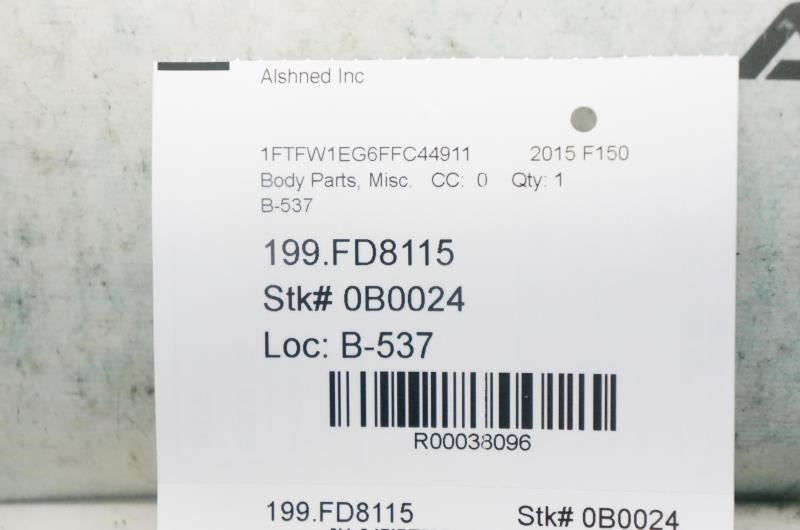 Alshned Inc
1FTFW1EG6FFC44911 2015 F150
Body Parts, Misc. CC: 0 Qty: 1
B-537
199.FD8115
Stk# 0B0024
Loc: B-537
R00038096
199.FD8115 Stk# 0B0024